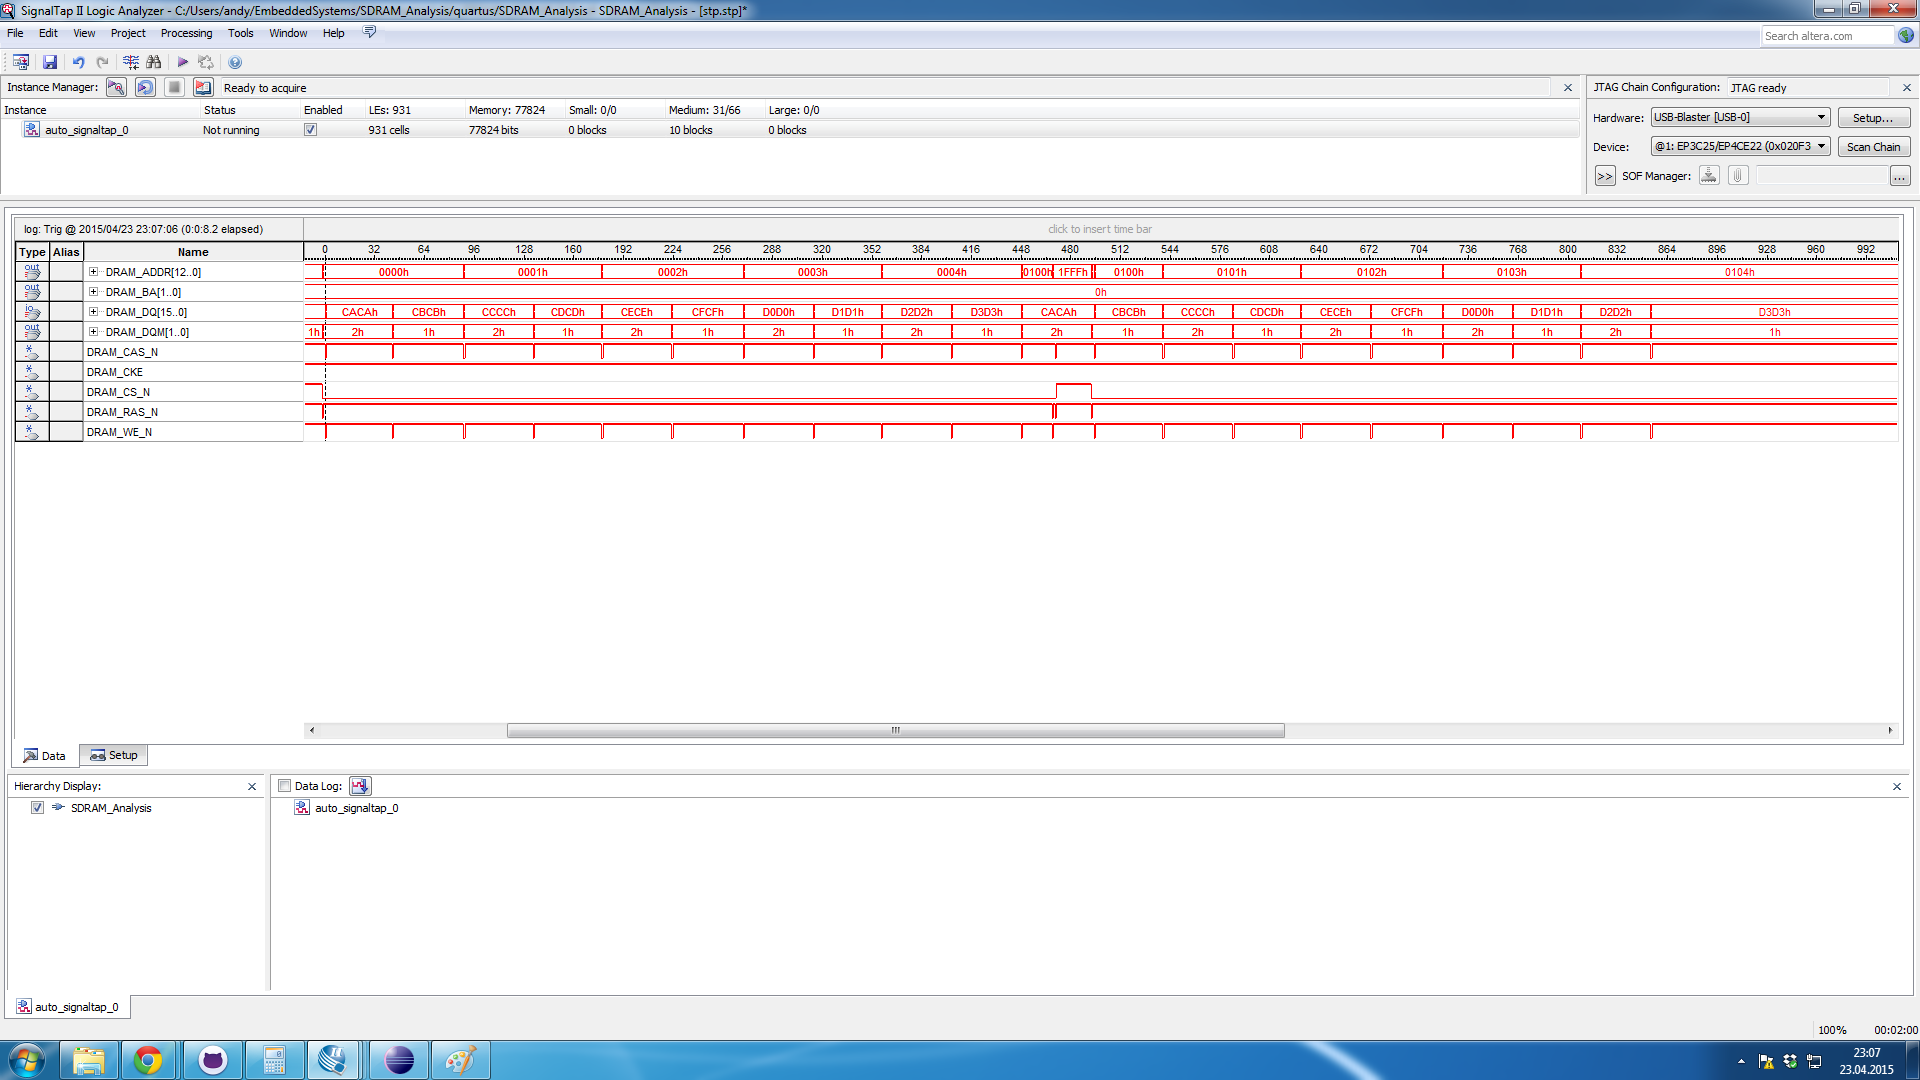 SignalTap II Logic Analyzer - C:/Users/andy/EmbeddedSystems/SDRAM_Analysis/quartus/SDRAM_Analysis - SDRAM_Analysis - [stp.stp]*
File Edit View Project Processing Tools Window Help
Search altera.com
Instance Manager: Ready to acquire
JTAG Chain Configuration: JTAG ready
Instance Status Enabled LEs: 931 Memory: 77824 Small: 0/0 Medium: 31/66 Large: 0/0
auto_signaltap_0 Not running 931 cells 77824 bits 0 blocks 10 blocks 0 blocks
Hardware: USB-Blaster [USB-0] Setup...
Device: @1: EP3C25/EP4CE22 (0x020F3 Scan Chain
>> SOF Manager: ...
log: Trig @ 2015/04/23 23:07:06 (0:0:8.2 elapsed) click to insert time bar
Type Alias Name 0 32 64 96 128 160 192 224 256 288 320 352 384 416 448 480 512 544 576 608 640 672 704 736 768 800 832 864 896 928 960 992
out DRAM_ADDR[12..0] 0000h 0001h 0002h 0003h 0004h 0100h 1FFFh 0100h 0101h 0102h 0103h 0104h
out DRAM_BA[1..0] 0h
io DRAM_DQ[15..0] CACAh CBCBh CCCCh CDCDh CECEh CFCFh D0D0h D1D1h D2D2h D3D3h CACAh CBCBh CCCCh CDCDh CECEh CFCFh D0D0h D1D1h D2D2h D3D3h
out DRAM_DQM[1..0] 1h 2h 1h 2h 1h 2h 1h 2h 1h 2h 1h 2h 1h 2h 1h 2h 1h 2h 1h 2h 1h
* DRAM_CAS_N
* DRAM_CKE
* DRAM_CS_N
* DRAM_RAS_N
* DRAM_WE_N
Data Setup
Hierarchy Display:
SDRAM_Analysis
Data Log:
auto_signaltap_0
auto_signaltap_0
100% 00:02:00
23:07
23.04.2015